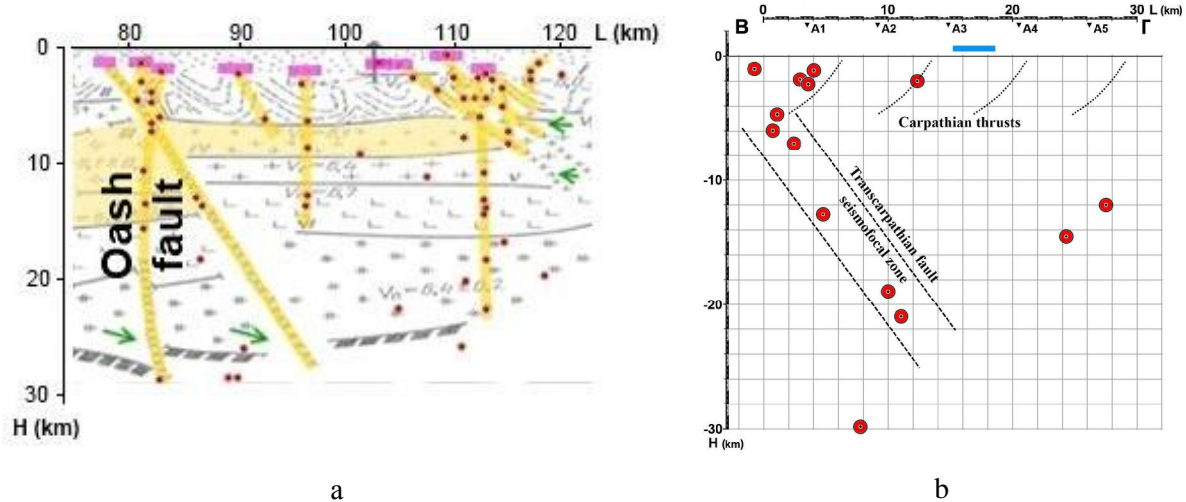 80 90 100 110 120 L (km)
0
10
20
30
H (km)
Oash
fault
V
a
0 10 20 30 L (km)
B A1 A2 A3 A4 A5 Г
0
-10
-20
-30
H (km)
Carpathian thrusts
Transcarpathian fault
seismofocal zone
b